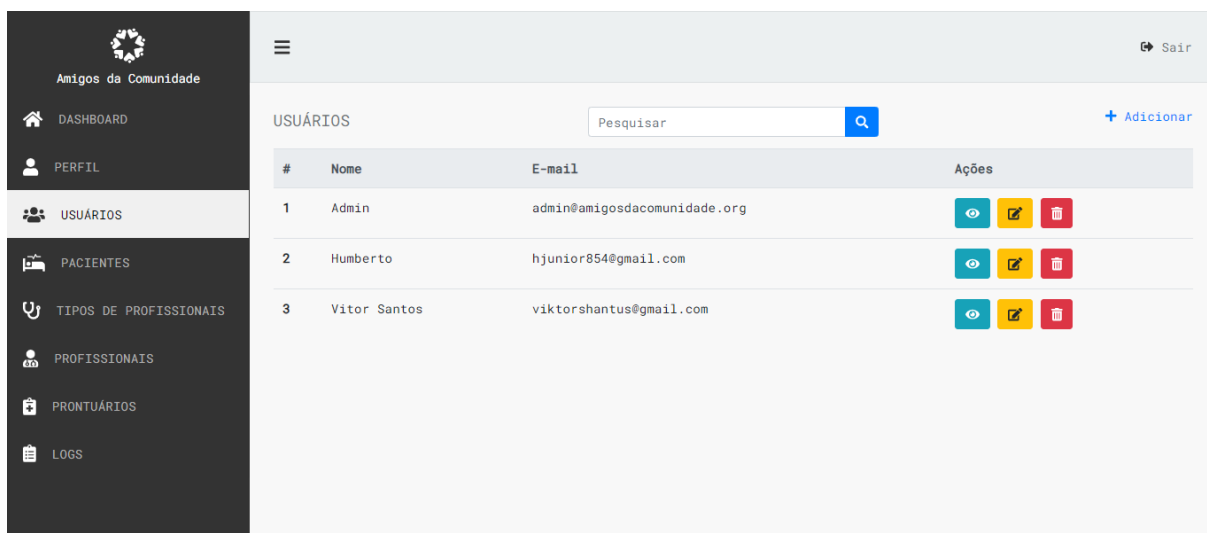 Amigos da Comunidade
Sair
DASHBOARD
USUÁRIOS
Pesquisar
Adicionar
PERFIL
# Nome E-mail Ações
USUÁRIOS
1 Admin admin@amigosdacomunidade.org
PACIENTES
2 Humberto hjunior854@gmail.com
TIPOS DE PROFISSIONAIS
3 Vitor Santos viktorshantus@gmail.com
PROFISSIONAIS
PRONTUÁRIOS
LOGS